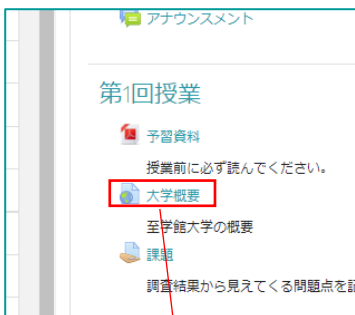 アナウンスメント
第1回授業
予習資料
授業前に必ず読んでください。
大学概要
至学館大学の概要
課題
調査結果から見えてくる問題点を記